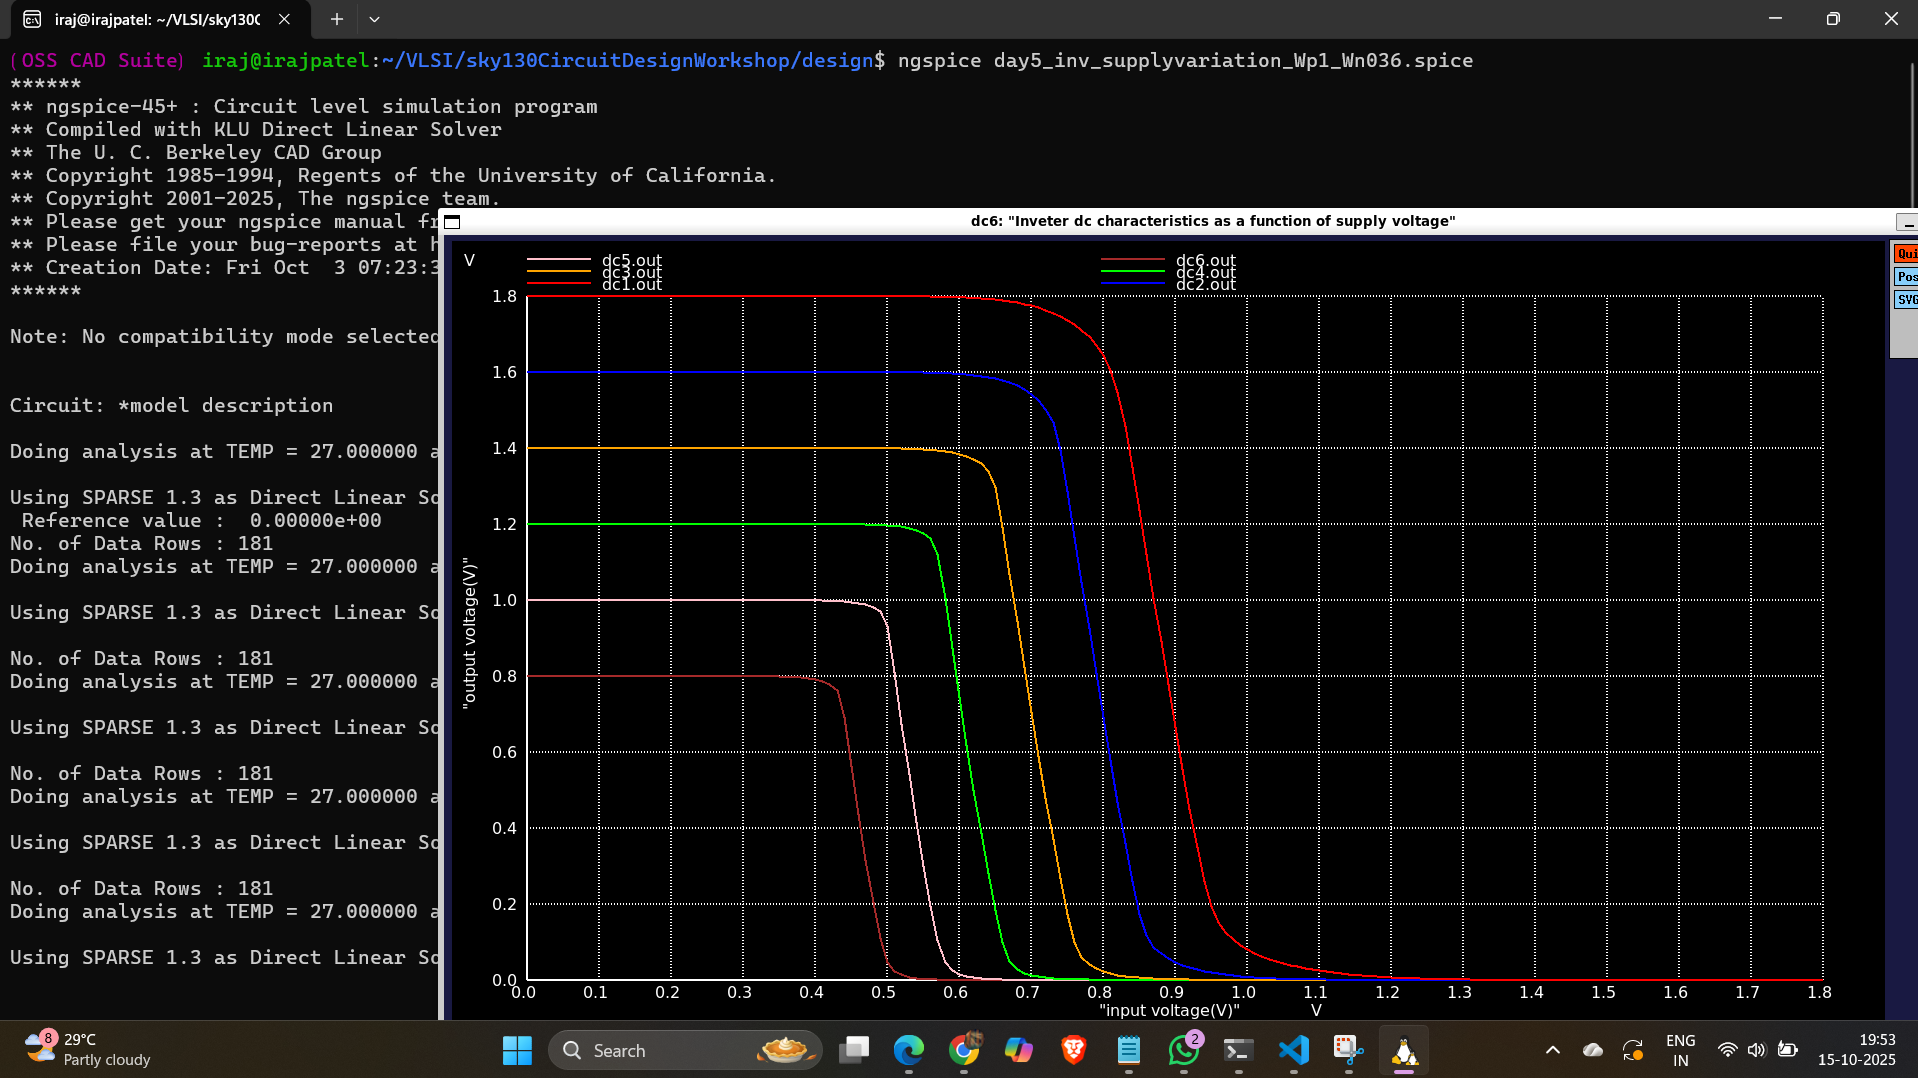 iraj@irajpatel: ~/VLSI/sky130C
(OSS CAD Suite) iraj@irajpatel:~/VLSI/sky130CircuitDesignWorkshop/design$ ngspice day5_inv_supplyvariation_Wp1_Wn036.spice
******
** ngspice-45+ : Circuit level simulation program
** Compiled with KLU Direct Linear Solver
** The U. C. Berkeley CAD Group
** Copyright 1985-1994, Regents of the University of California.
** Copyright 2001-2025, The ngspice team.
** Please get your ngspice manual fr
** Please file your bug-reports at h
** Creation Date: Fri Oct  3 07:23:3
******
Note: No compatibility mode selected
Circuit: *model description
Doing analysis at TEMP = 27.000000 a
Using SPARSE 1.3 as Direct Linear So
Reference value :  0.00000e+00
No. of Data Rows : 181
Doing analysis at TEMP = 27.000000 a
Using SPARSE 1.3 as Direct Linear So
No. of Data Rows : 181
Doing analysis at TEMP = 27.000000 a
Using SPARSE 1.3 as Direct Linear So
No. of Data Rows : 181
Doing analysis at TEMP = 27.000000 a
Using SPARSE 1.3 as Direct Linear So
No. of Data Rows : 181
Doing analysis at TEMP = 27.000000 a
Using SPARSE 1.3 as Direct Linear So
dc6: "Inveter dc characteristics as a function of supply voltage"
Qui
Pos
SVG
V
dc5.out dc6.out
dc3.out dc4.out
dc1.out dc2.out
1.8
1.6
1.4
1.2
1.0
0.8
0.6
0.4
0.2
0.0
"output voltage(V)"
0.0 0.1 0.2 0.3 0.4 0.5 0.6 0.7 0.8 0.9 1.0 1.1 1.2 1.3 1.4 1.5 1.6 1.7 1.8
"input voltage(V)" V
8
29°C
Partly cloudy
Search
2
ENG
IN
19:53
15-10-2025